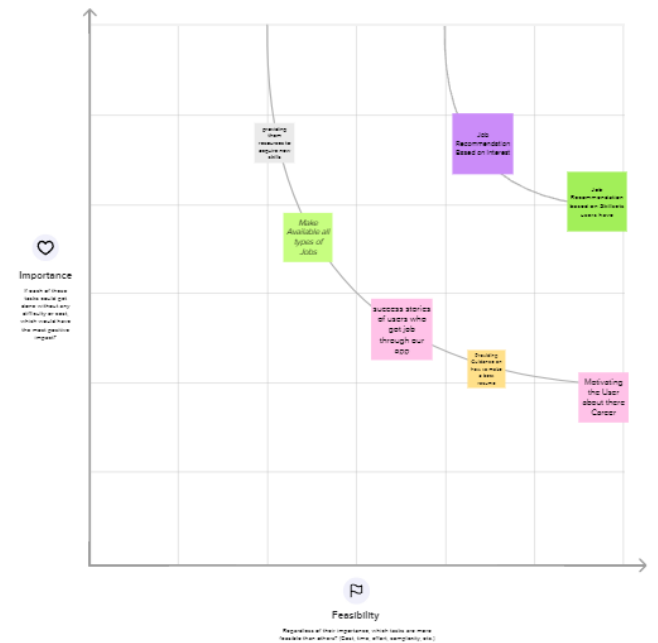 providing
them
resources to
acquire new
skills
Job
Recommendation
Based on Interest
Job
Recommendation
based on Skillsets
users have
Make
Available all
types of
Jobs
Importance
If each of these
tasks could get
done without any
difficulty or cost,
which would have
the most positive
impact?
success stories
of users who
got job
through our
app
Providing
Guidance on
how to make
a best
resume
Motivating
the User
about there
Career
Feasibility
Regardless of their importance, which tasks are more
feasible than others? (Cost, time, effort, complexity, etc.)